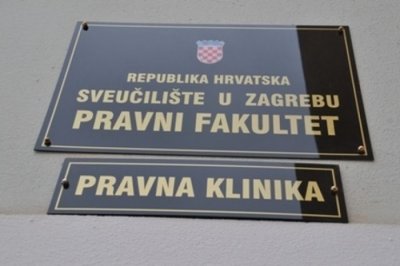 REPUBLIKA HRVATSKA
SVEUČILIŠTE U ZAGREBU
PRAVNI FAKULTET
PRAVNA KLINIKA